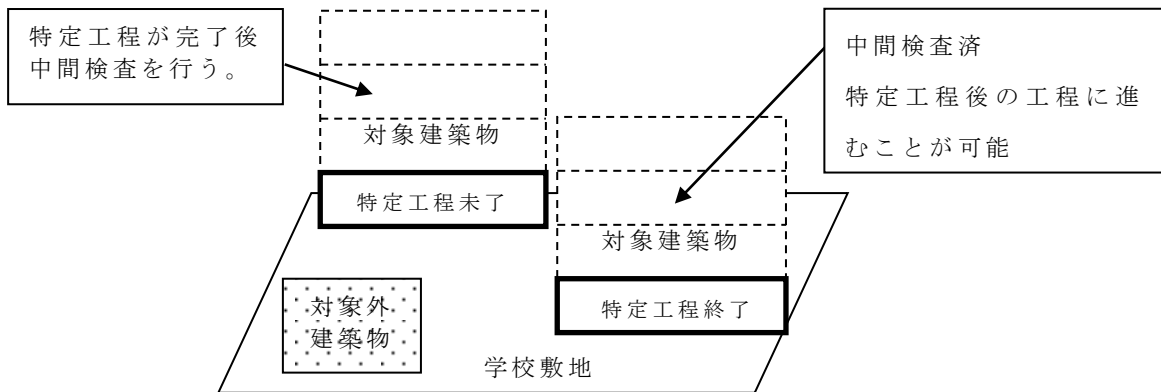 特定工程が完了後
中間検査を行う。
中間検査済
特定工程後の工程に進
むことが可能
対象建築物
特定工程未了
対象建築物
特定工程終了
対象外
建築物
学校敷地